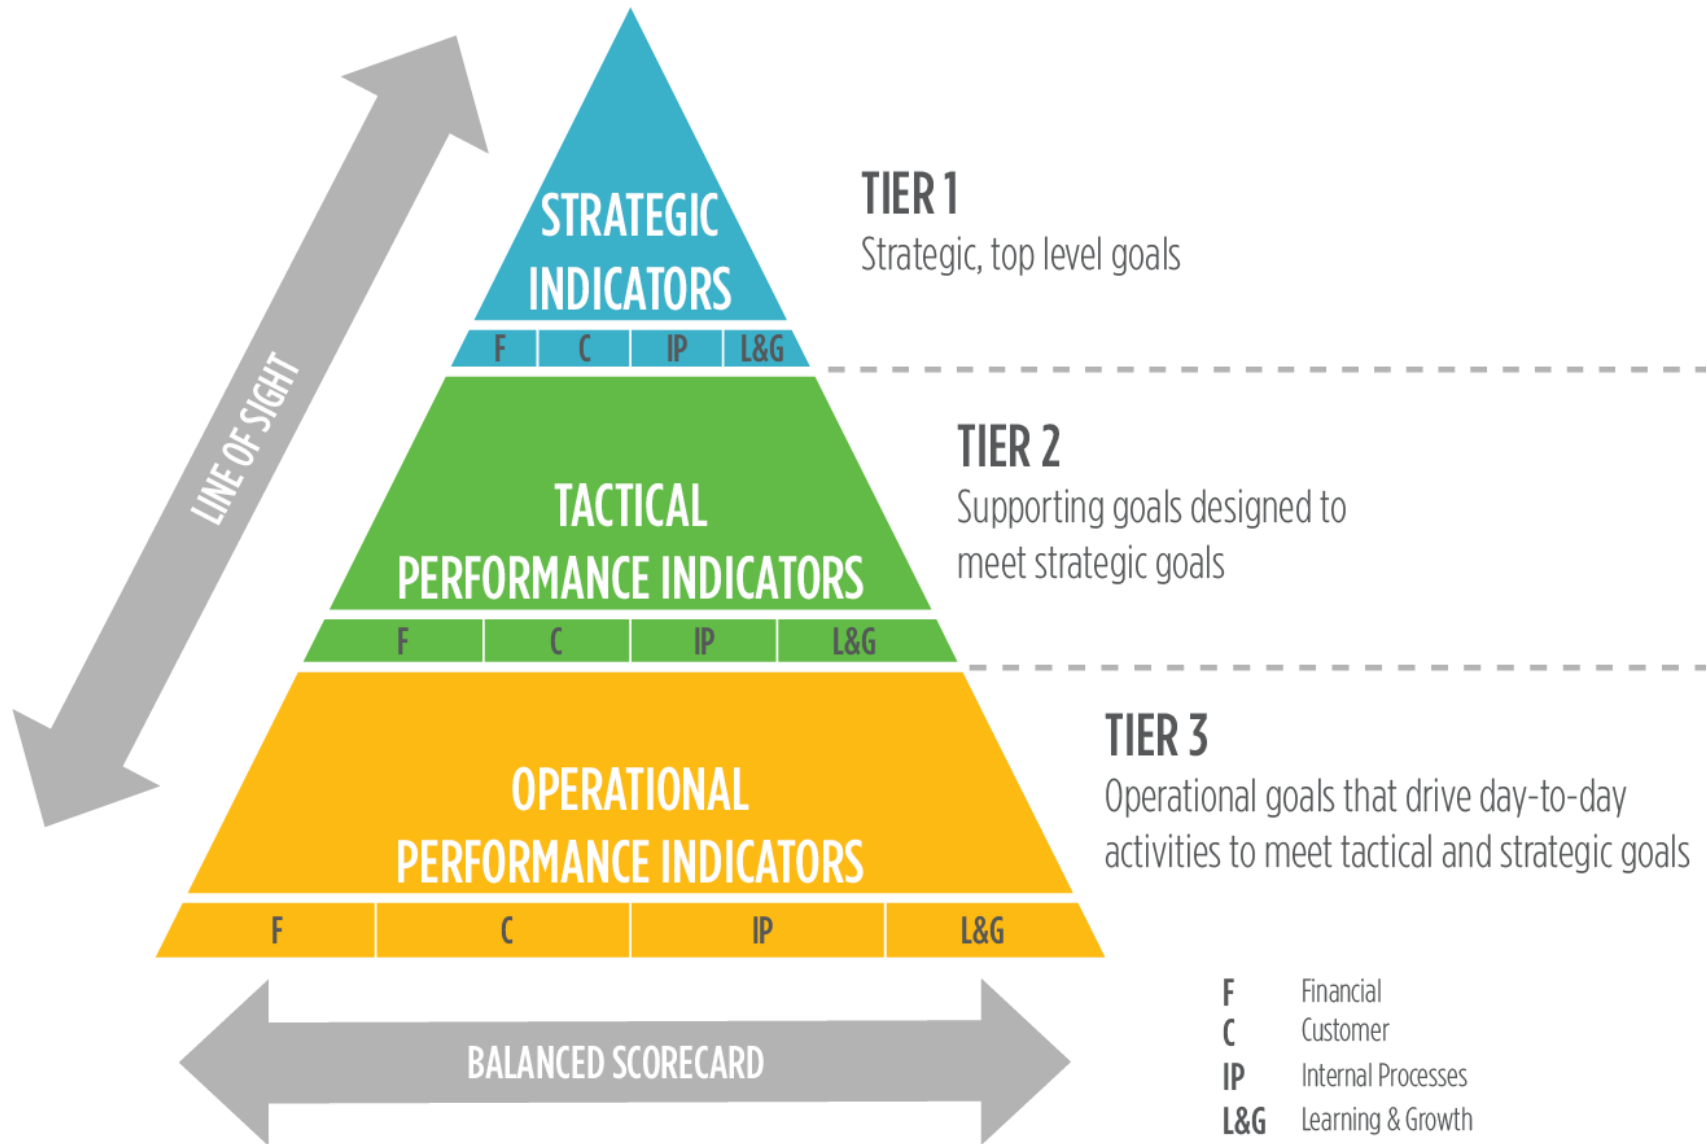 STRATEGIC
INDICATORS
F C IP L&G
TIER 1
Strategic, top level goals
LINE OF SIGHT
TACTICAL
PERFORMANCE INDICATORS
F C IP L&G
TIER 2
Supporting goals designed to
meet strategic goals
OPERATIONAL
PERFORMANCE INDICATORS
F C IP L&G
TIER 3
Operational goals that drive day-to-day
activities to meet tactical and strategic goals
BALANCED SCORECARD
F Financial
C Customer
IP Internal Processes
L&G Learning & Growth